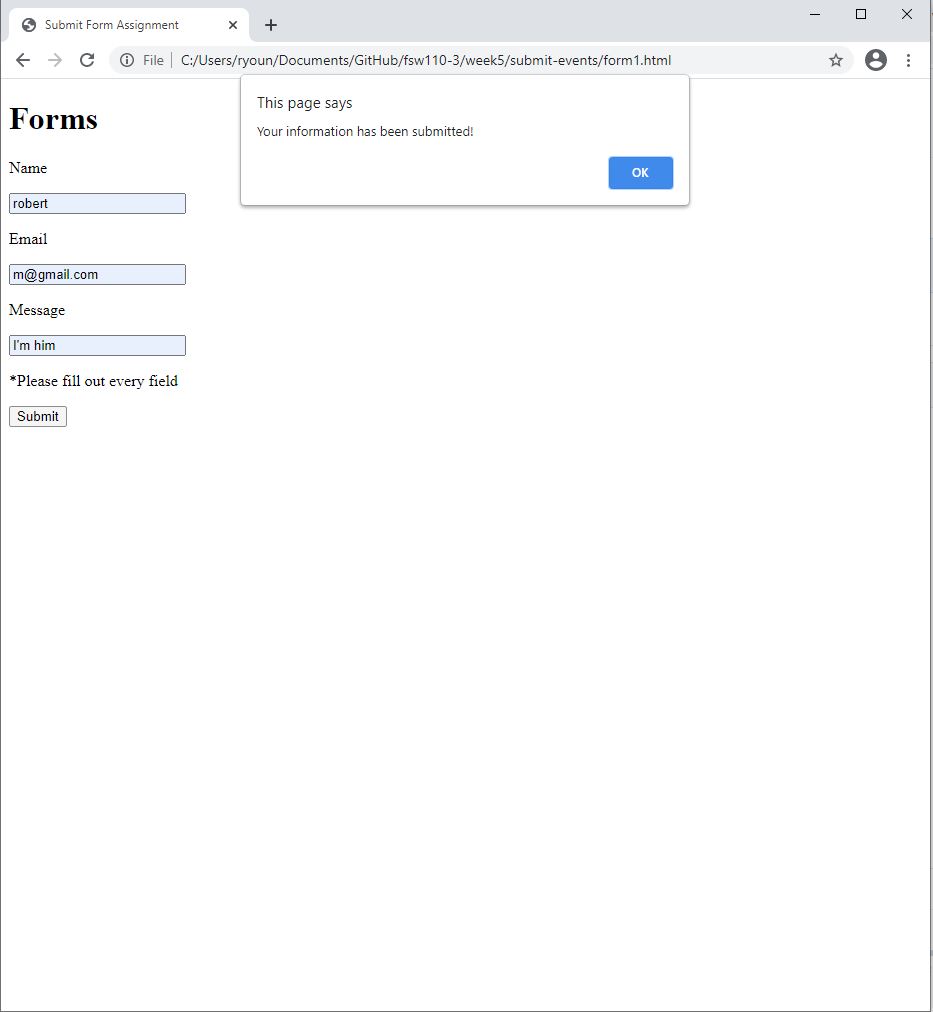 Submit Form Assignment
File
C:/Users/ryoun/Documents/GitHub/fsw110-3/week5/submit-events/form1.html
This page says
Your information has been submitted!
OK
Forms
Name
robert
Email
m@gmail.com
Message
I'm him
*Please fill out every field
Submit